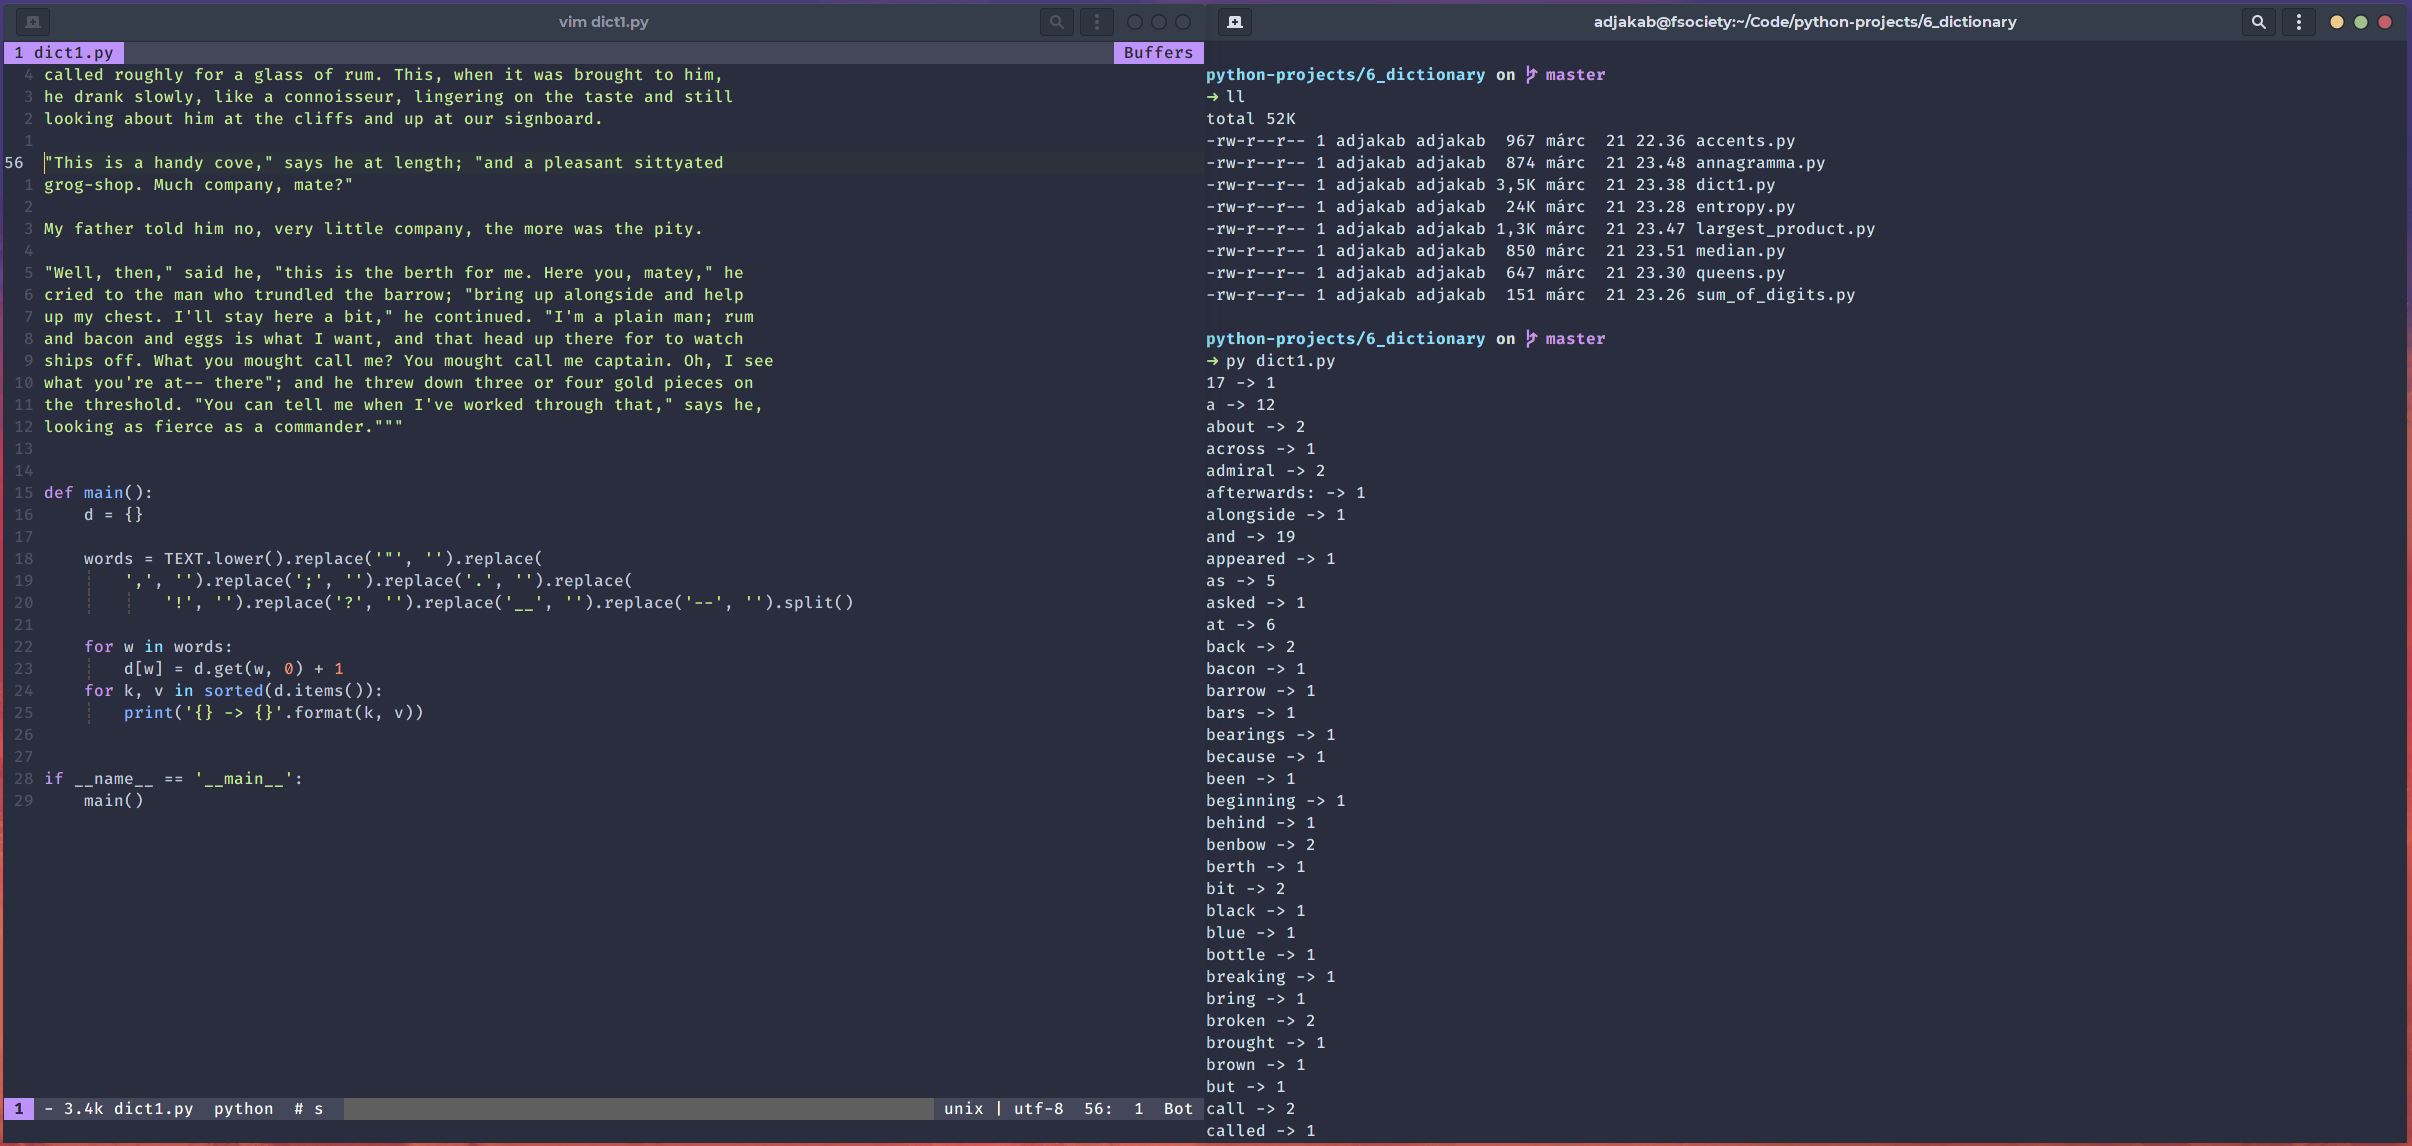 vim dict1.py
1 dict1.py
Buffers
4 called roughly for a glass of rum. This, when it was brought to him,
3 he drank slowly, like a connoisseur, lingering on the taste and still
2 looking about him at the cliffs and up at our signboard.
1
56 "This is a handy cove," says he at length; "and a pleasant sittyated
1 grog-shop. Much company, mate?"
2
3 My father told him no, very little company, the more was the pity.
4
5 "Well, then," said he, "this is the berth for me. Here you, matey," he
6 cried to the man who trundled the barrow; "bring up alongside and help
7 up my chest. I'll stay here a bit," he continued. "I'm a plain man; rum
8 and bacon and eggs is what I want, and that head up there for to watch
9 ships off. What you mought call me? You mought call me captain. Oh, I see
10 what you're at-- there"; and he threw down three or four gold pieces on
11 the threshold. "You can tell me when I've worked through that," says he,
12 looking as fierce as a commander."""
13
14
15 def main():
16     d = {}
17
18     words = TEXT.lower().replace('"', '').replace(
19         ',', '').replace(';', '').replace('.', '').replace(
20             '!', '').replace('?', '').replace('__', '').replace('--', '').split()
21
22     for w in words:
23         d[w] = d.get(w, 0) + 1
24     for k, v in sorted(d.items()):
25         print('{} -> {}'.format(k, v))
26
27
28 if __name__ == '__main__':
29     main()
1 - 3.4k dict1.py python # s unix | utf-8 56: 1 Bot
adjakab@fsociety:~/Code/python-projects/6_dictionary
python-projects/6_dictionary on master
→ ll
total 52K
-rw-r--r-- 1 adjakab adjakab 967 márc 21 22.36 accents.py
-rw-r--r-- 1 adjakab adjakab 874 márc 21 23.48 annagramma.py
-rw-r--r-- 1 adjakab adjakab 3,5K márc 21 23.38 dict1.py
-rw-r--r-- 1 adjakab adjakab 24K márc 21 23.28 entropy.py
-rw-r--r-- 1 adjakab adjakab 1,3K márc 21 23.47 largest_product.py
-rw-r--r-- 1 adjakab adjakab 850 márc 21 23.51 median.py
-rw-r--r-- 1 adjakab adjakab 647 márc 21 23.30 queens.py
-rw-r--r-- 1 adjakab adjakab 151 márc 21 23.26 sum_of_digits.py
python-projects/6_dictionary on master
→ py dict1.py
17 -> 1
a -> 12
about -> 2
across -> 1
admiral -> 2
afterwards: -> 1
alongside -> 1
and -> 19
appeared -> 1
as -> 5
asked -> 1
at -> 6
back -> 2
bacon -> 1
barrow -> 1
bars -> 1
bearings -> 1
because -> 1
been -> 1
beginning -> 1
behind -> 1
benbow -> 2
berth -> 1
bit -> 2
black -> 1
blue -> 1
bottle -> 1
breaking -> 1
bring -> 1
broken -> 2
brought -> 1
brown -> 1
but -> 1
call -> 2
called -> 1